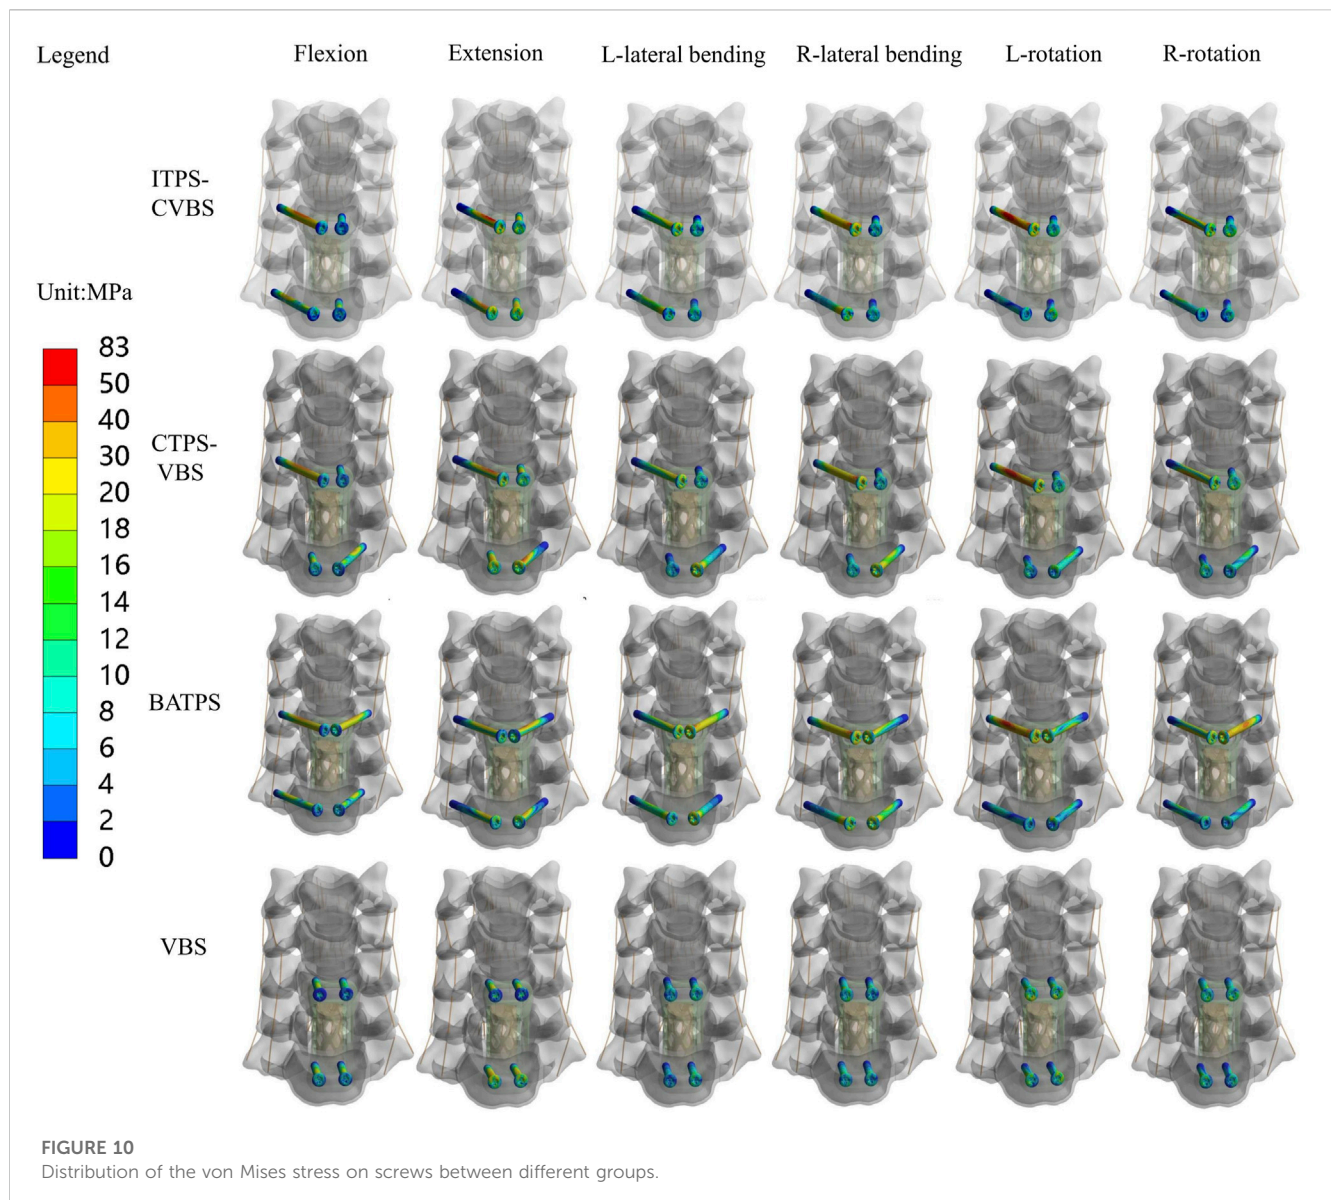 Legend Flexion Extension L-lateral bending R-lateral bending L-rotation R-rotation
ITPS-
CVBS
Unit:MPa
83
50
40
30
20
18
16
14
12
10
8
6
4
2
0
CTPS-
VBS
BATPS
VBS
FIGURE 10
Distribution of the von Mises stress on screws between different groups.